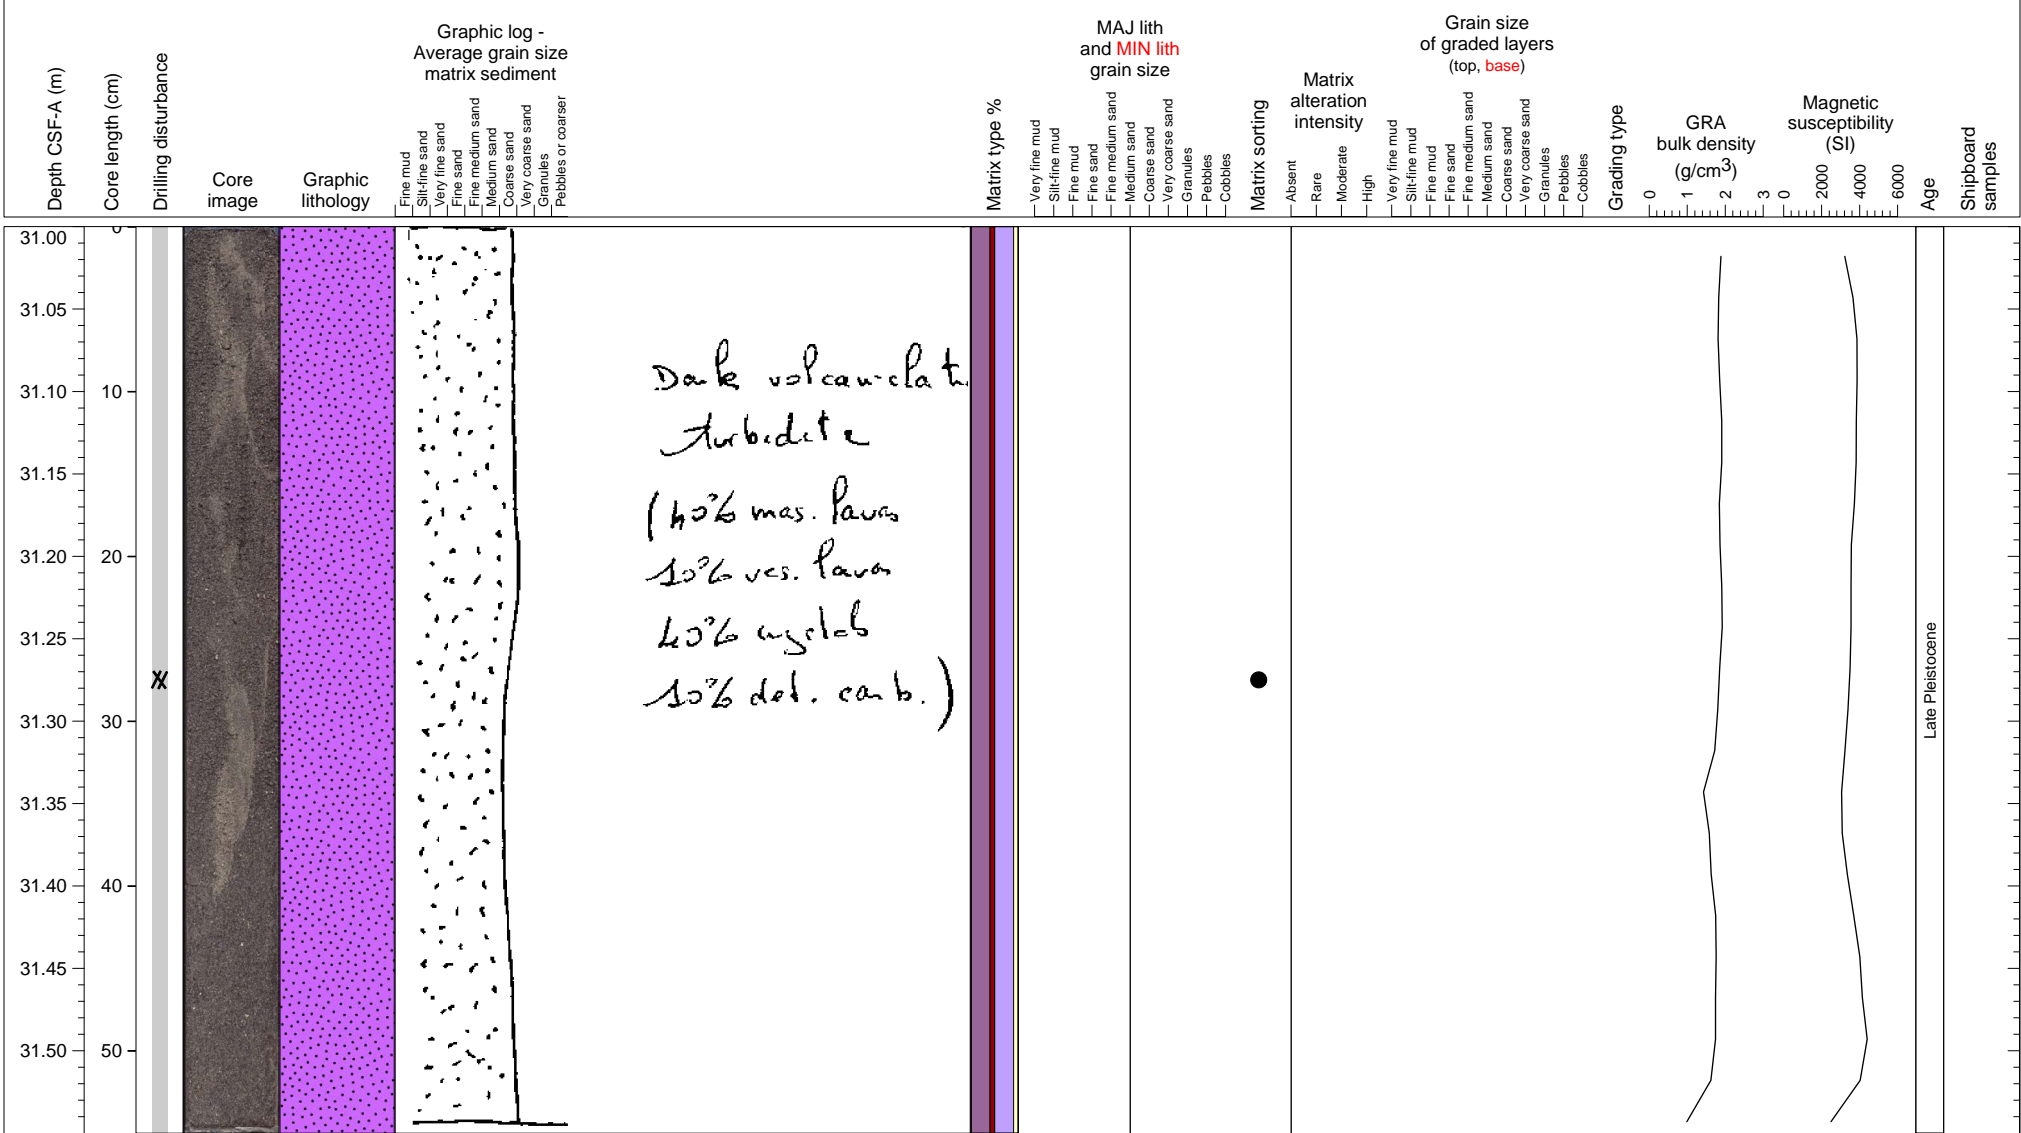 Graphic log -
Average grain size
matrix sediment
MAJ lith
and MIN lith
grain size
Grain size
of graded layers
(top, base)
Matrix
alteration
intensity
GRA
bulk density
(g/cm3)
Magnetic
susceptibility
(SI)
Depth CSF-A (m)
Core length (cm)
Drilling disturbance
Core
image
Graphic
lithology
Fine mud
Silt-fine sand
Very fine sand
Fine sand
Fine medium sand
Medium sand
Coarse sand
Very coarse sand
Granules
Pebbles or coarser
Matrix type %
Very fine mud
Silt-fine mud
Fine mud
Fine sand
Fine medium sand
Medium sand
Coarse sand
Very coarse sand
Granules
Pebbles
Cobbles
Matrix sorting
Absent
Rare
Moderate
High
Very fine mud
Silt-fine mud
Fine mud
Fine sand
Fine medium sand
Medium sand
Coarse sand
Very coarse sand
Granules
Pebbles
Cobbles
Grading type
0 1 2 3
0 2000 4000 6000
Age
Shipboard
samples
31.00 0
31.05
31.10 10
31.15
31.20 20
31.25
31.30 30
31.35
31.40 40
31.45
31.50 50
Dark
turbidite
(40% mas. lavas
10% ves. lavas
40%
10% det. carb.)
Late Pleistocene